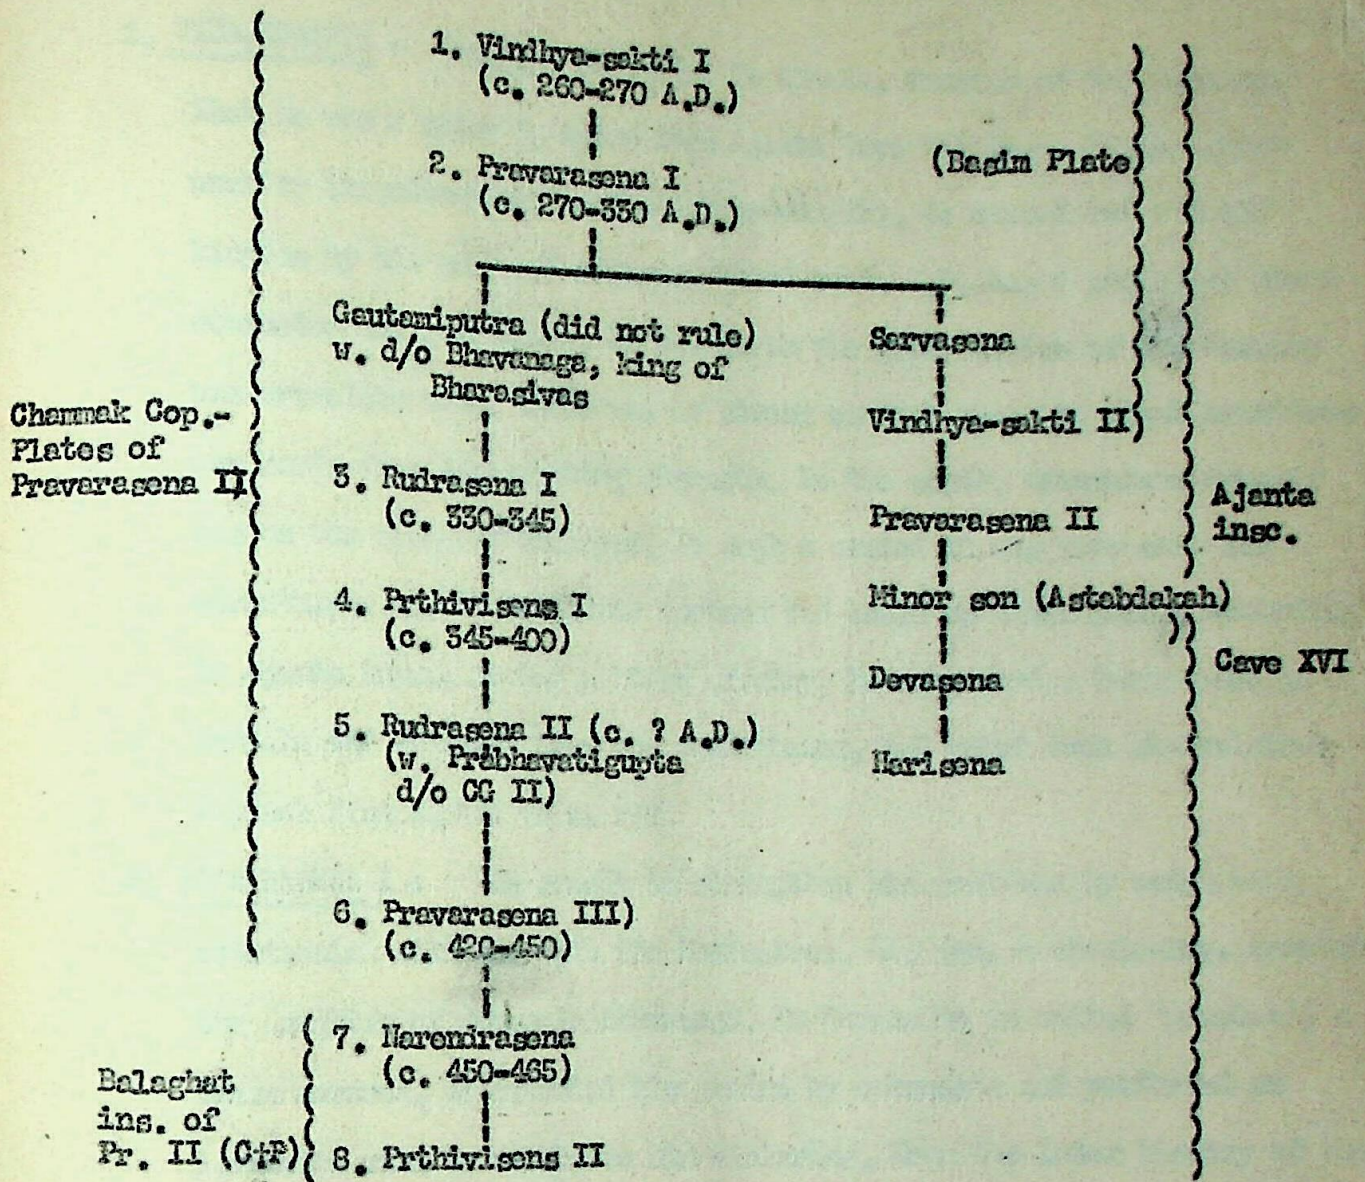 1. Vindhya-sakti I
(c. 260-270 A.D.)
2. Pravarasena I
(c. 270-330 A.D.)
(Basim Plate)
Gautamiputra (did not rule)
w. d/o Bhavanaga, king of
Bharasivas
Sarvasena
Vindhya-sakti II)
Chammak Cop.-
Plates of
Pravarasena II
3. Rudrasena I
(c. 330-345)
Pravarasena II
Ajanta
insc.
4. Prthivisena I
(c. 345-400)
Minor son (Astabdakah)
Cave XVI
Devasena
5. Rudrasena II (c. ? A.D.)
(w. Prabhavatigupta
d/o CG II)
Harisena
6. Pravarasena III)
(c. 420-450)
7. Narendrasena
(c. 450-465)
Balaghat
ins. of
Pr. II (C+P)
8. Prthivisena II